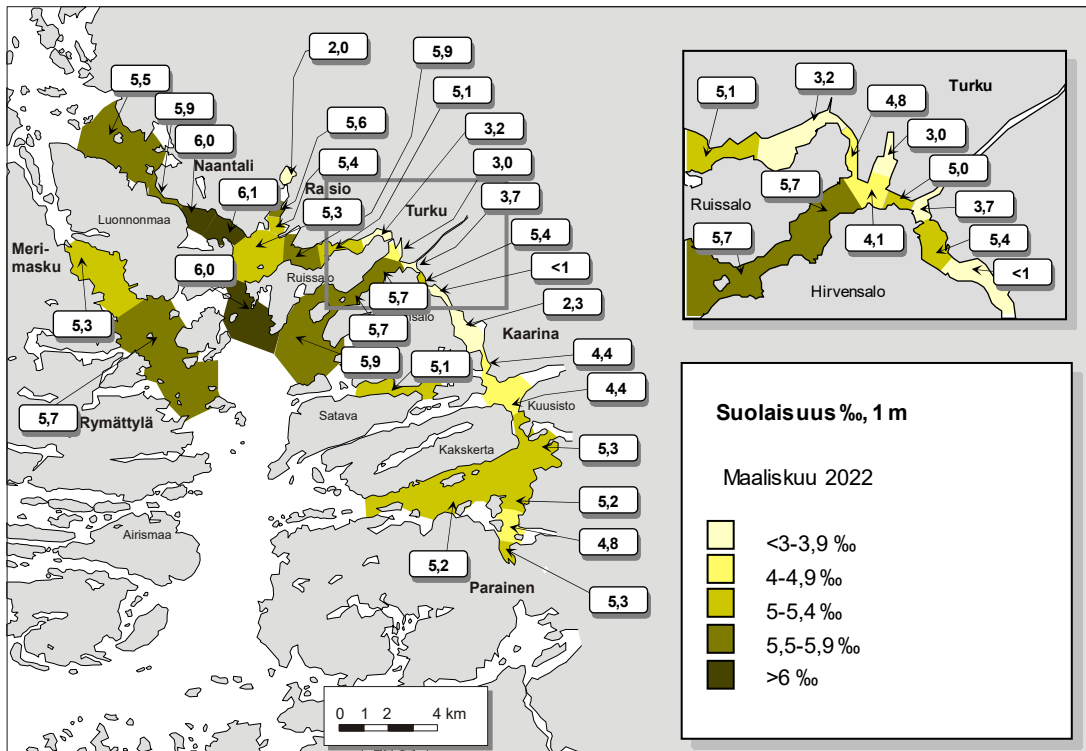 2,0
5,9
5,5
5,1
5,9
5,6
3,2
6,0
Naantali
5,4
3,0
6,1
Raisio
3,7
Luonnonmaa
5,3
Turku
5,4
Meri-
masku
6,0
Ruissalo
<1
5,7
2,3
5,3
5,7
Kaarina
5,9
5,1
4,4
5,7
Rymättylä
Satava
Kuusisto
4,4
Kakskerta
5,3
5,2
Airismaa
5,2
4,8
Parainen
5,3
0 1 2 4 km
3,2
Turku
5,1
4,8
3,0
5,7
5,0
Ruissalo
3,7
5,7
4,1
5,4
Hirvensalo
<1
Suolaisuus ‰, 1 m
Maaliskuu 2022
<3-3,9 ‰
4-4,9 ‰
5-5,4 ‰
5,5-5,9 ‰
>6 ‰